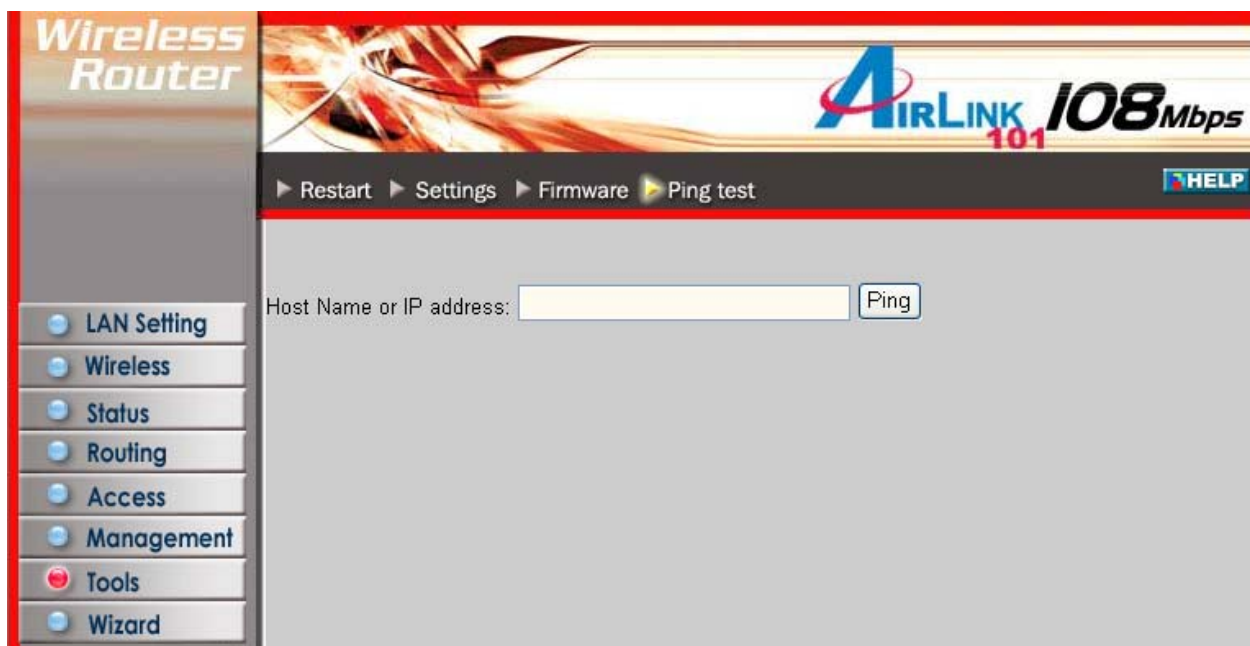 Wireless
Router
AIRLINK 101 108Mbps
Restart Settings Firmware Ping test HELP
Host Name or IP address: Ping
LAN Setting
Wireless
Status
Routing
Access
Management
Tools
Wizard